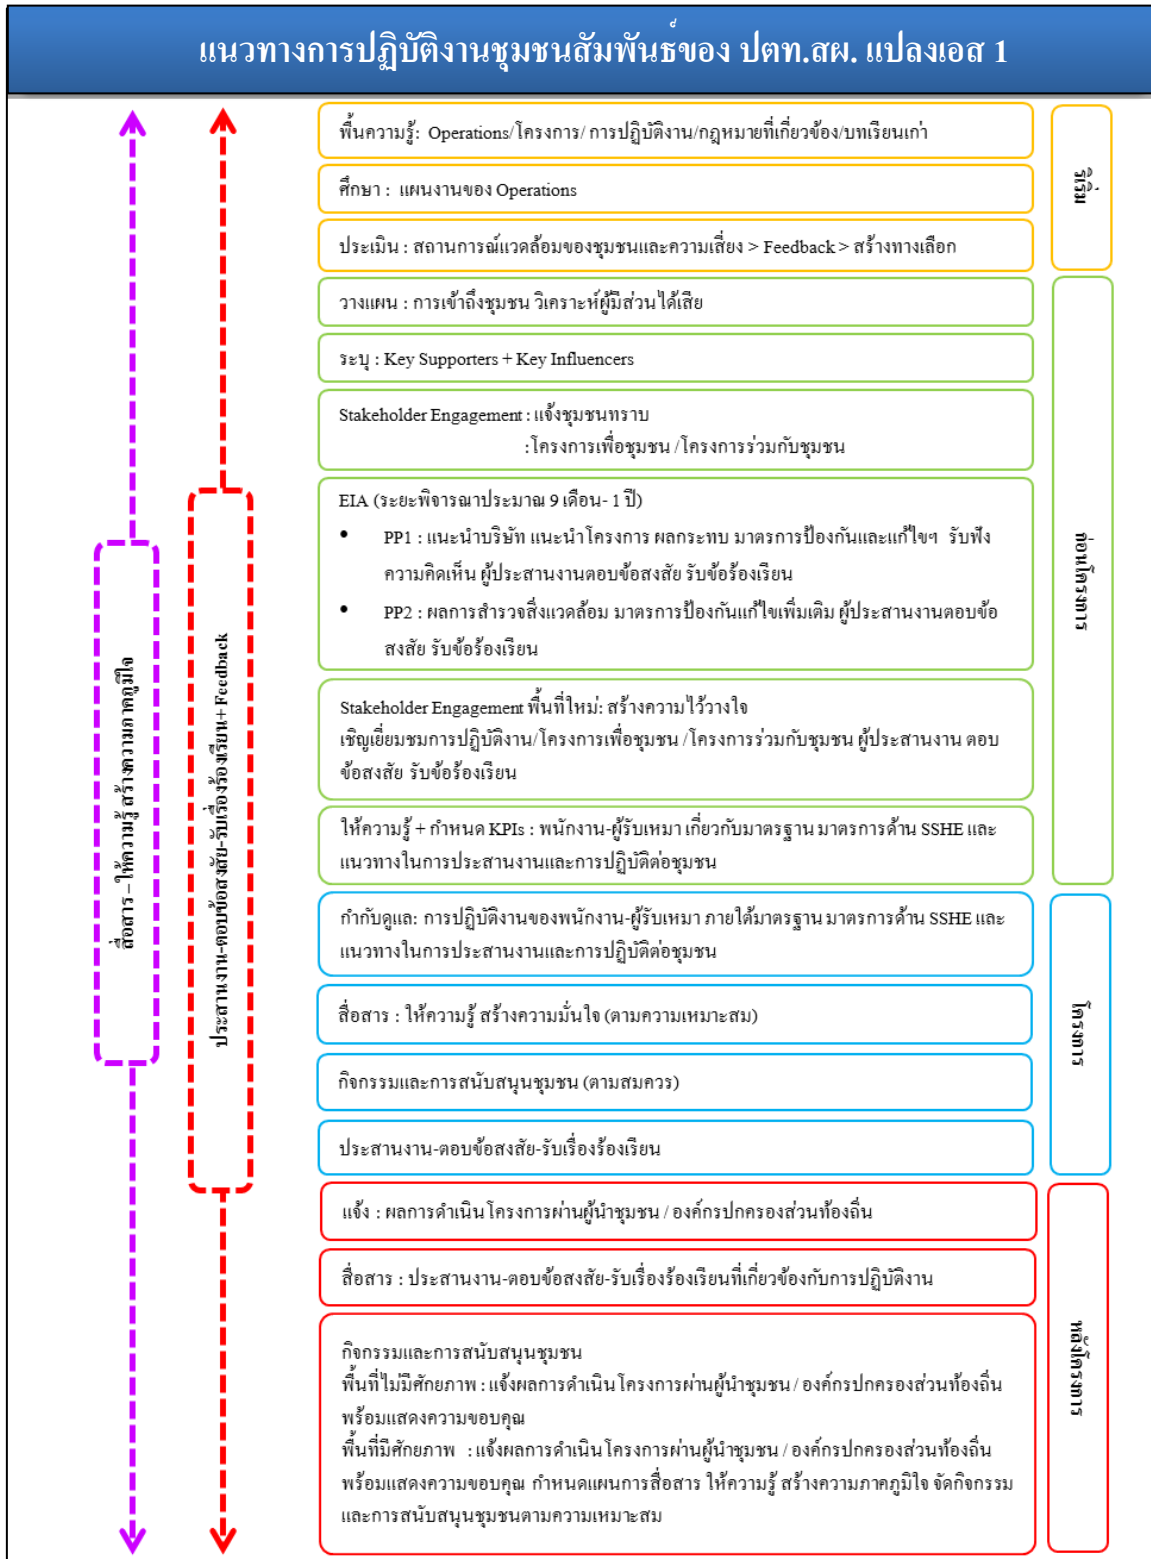 แนวทางการปฏิบัติงานชุมชนสัมพันธ์ของ ปตท.สผ. แปลงเอส 1
พื้นความรู้: Operations/โครงการ/ การปฏิบัติงาน/กฎหมายที่เกี่ยวข้อง/บทเรียนเก่า
ศึกษา : แผนงานของ Operations
ประเมิน : สถานการณ์แวดล้อมของชุมชนและความเสี่ยง > Feedback > สร้างทางเลือก
ริเริ่ม
วางแผน : การเข้าถึงชุมชน วิเคราะห์ผู้มีส่วนได้เสีย
ระบุ : Key Supporters + Key Influencers
Stakeholder Engagement : แจ้งชุมชนทราบ
:โครงการเพื่อชุมชน /โครงการร่วมกับชุมชน
EIA (ระยะพิจารณาประมาณ 9 เดือน- 1 ปี)
• PP1 : แนะนำบริษัท แนะนำโครงการ ผลกระทบ มาตรการป้องกันและแก้ไขฯ รับฟัง
ความคิดเห็น ผู้ประสานงานตอบข้อสงสัย รับข้อร้องเรียน
• PP2 : ผลการสำรวจสิ่งแวดล้อม มาตรการป้องกันแก้ไขเพิ่มเติม ผู้ประสานงานตอบข้อ
สงสัย รับข้อร้องเรียน
Stakeholder Engagement พื้นที่ใหม่: สร้างความไว้วางใจ
เชิญเยี่ยมชมการปฏิบัติงาน/โครงการเพื่อชุมชน /โครงการร่วมกับชุมชน ผู้ประสานงาน ตอบ
ข้อสงสัย รับข้อร้องเรียน
ให้ความรู้ + กำหนด KPIs : พนักงาน-ผู้รับเหมา เกี่ยวกับมาตรฐาน มาตรการด้าน SSHE และ
แนวทางในการประสานงานและการปฏิบัติต่อชุมชน
ก่อนโครงการ
กำกับดูแล: การปฏิบัติงานของพนักงาน-ผู้รับเหมา ภายใต้มาตรฐาน มาตรการด้าน SSHE และ
แนวทางในการประสานงานและการปฏิบัติต่อชุมชน
สื่อสาร : ให้ความรู้ สร้างความมั่นใจ (ตามความเหมาะสม)
กิจกรรมและการสนับสนุนชุมชน (ตามสมควร)
ประสานงาน-ตอบข้อสงสัย-รับเรื่องร้องเรียน
โครงการ
แจ้ง : ผลการดำเนินโครงการผ่านผู้นำชุมชน / องค์กรปกครองส่วนท้องถิ่น
สื่อสาร : ประสานงาน-ตอบข้อสงสัย-รับเรื่องร้องเรียนที่เกี่ยวข้องกับการปฏิบัติงาน
กิจกรรมและการสนับสนุนชุมชน
พื้นที่ไม่มีศักยภาพ : แจ้งผลการดำเนินโครงการผ่านผู้นำชุมชน / องค์กรปกครองส่วนท้องถิ่น
พร้อมแสดงความขอบคุณ
พื้นที่มีศักยภาพ : แจ้งผลการดำเนินโครงการผ่านผู้นำชุมชน / องค์กรปกครองส่วนท้องถิ่น
พร้อมแสดงความขอบคุณ กำหนดแผนการสื่อสาร ให้ความรู้ สร้างความภาคภูมิใจ จัดกิจกรรม
และการสนับสนุนชุมชนตามความเหมาะสม
หลังโครงการ
สื่อสาร – ให้ความรู้ สร้างความภาคภูมิใจ
ประสานงาน-ตอบข้อสงสัย-รับเรื่องร้องเรียน+ Feedback